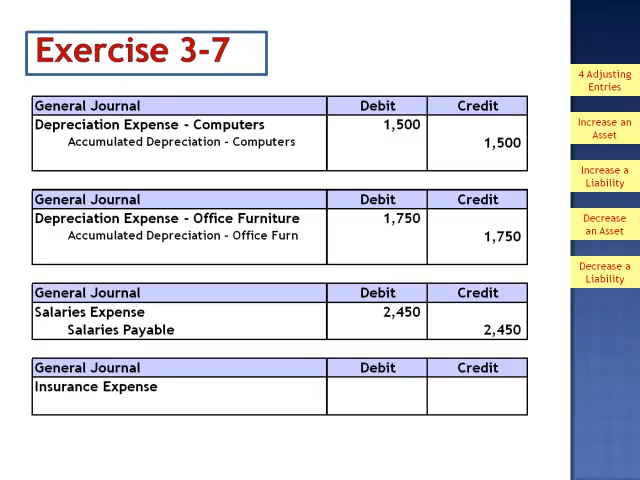 Exercise 3-7
General Journal Debit Credit
Depreciation Expense - Computers 1,500
Accumulated Depreciation - Computers 1,500
General Journal Debit Credit
Depreciation Expense - Office Furniture 1,750
Accumulated Depreciation - Office Furn 1,750
General Journal Debit Credit
Salaries Expense 2,450
Salaries Payable 2,450
General Journal Debit Credit
Insurance Expense
4 Adjusting
Entries
Increase an
Asset
Increase a
Liability
Decrease
an Asset
Decrease a
Liability